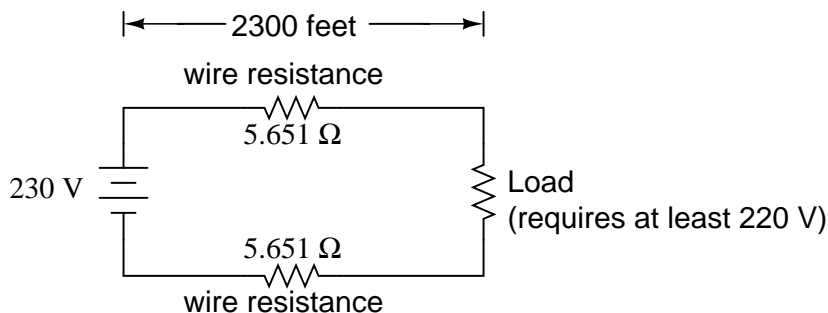 2300 feet
wire resistance
5.651 Ω
230 V
Load
(requires at least 220 V)
5.651 Ω
wire resistance